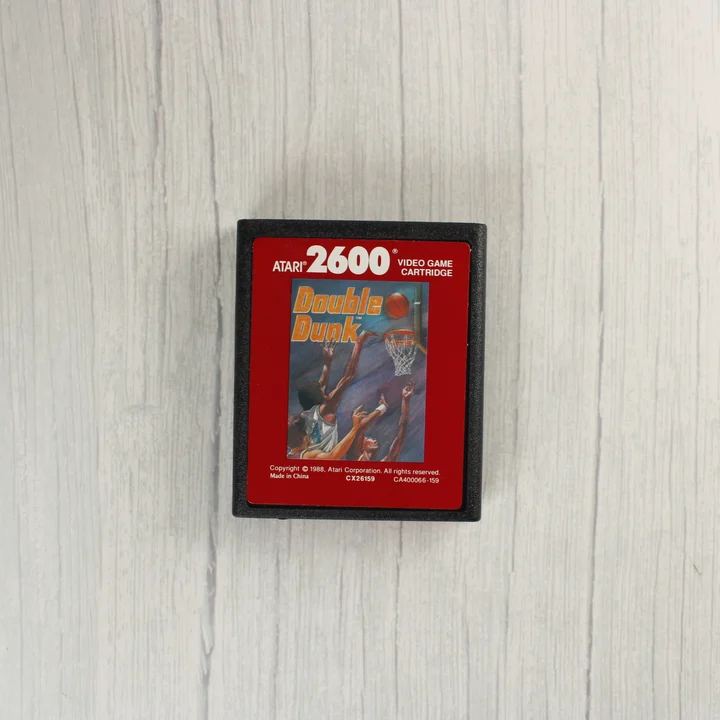 ATARI® 2600® VIDEO GAME
CARTRIDGE
Double
Dunk™
Copyright © 1988, Atari Corporation. All rights reserved.
Made in China CX26159 CA400066-159